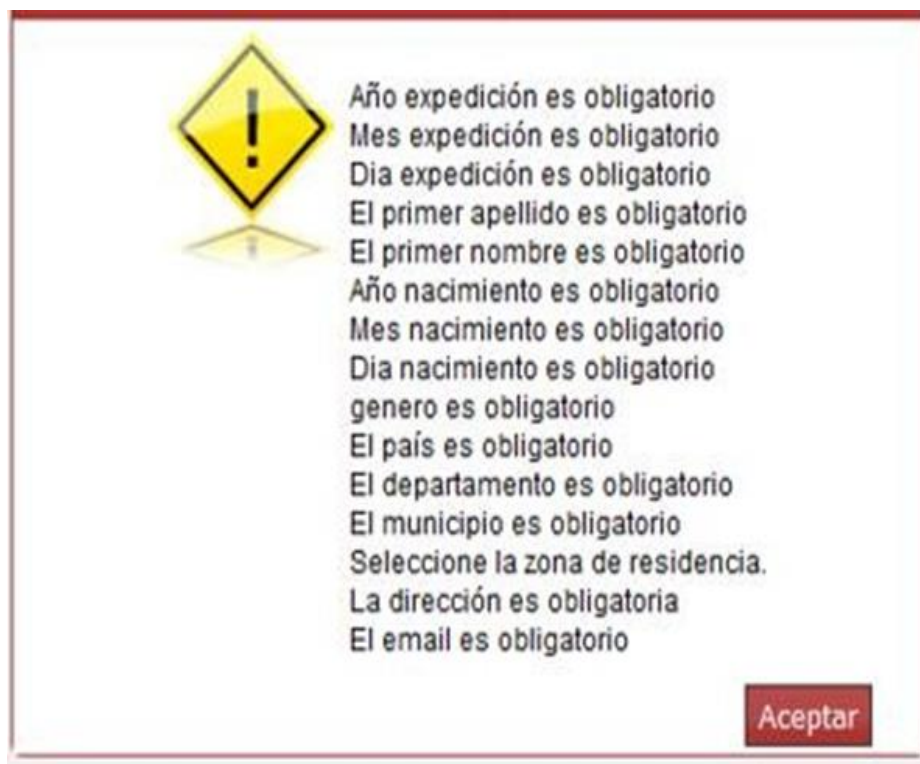 Año expedición es obligatorio
Mes expedición es obligatorio
Dia expedición es obligatorio
El primer apellido es obligatorio
El primer nombre es obligatorio
Año nacimiento es obligatorio
Mes nacimiento es obligatorio
Dia nacimiento es obligatorio
genero es obligatorio
El país es obligatorio
El departamento es obligatorio
El municipio es obligatorio
Seleccione la zona de residencia.
La dirección es obligatoria
El email es obligatorio
Aceptar